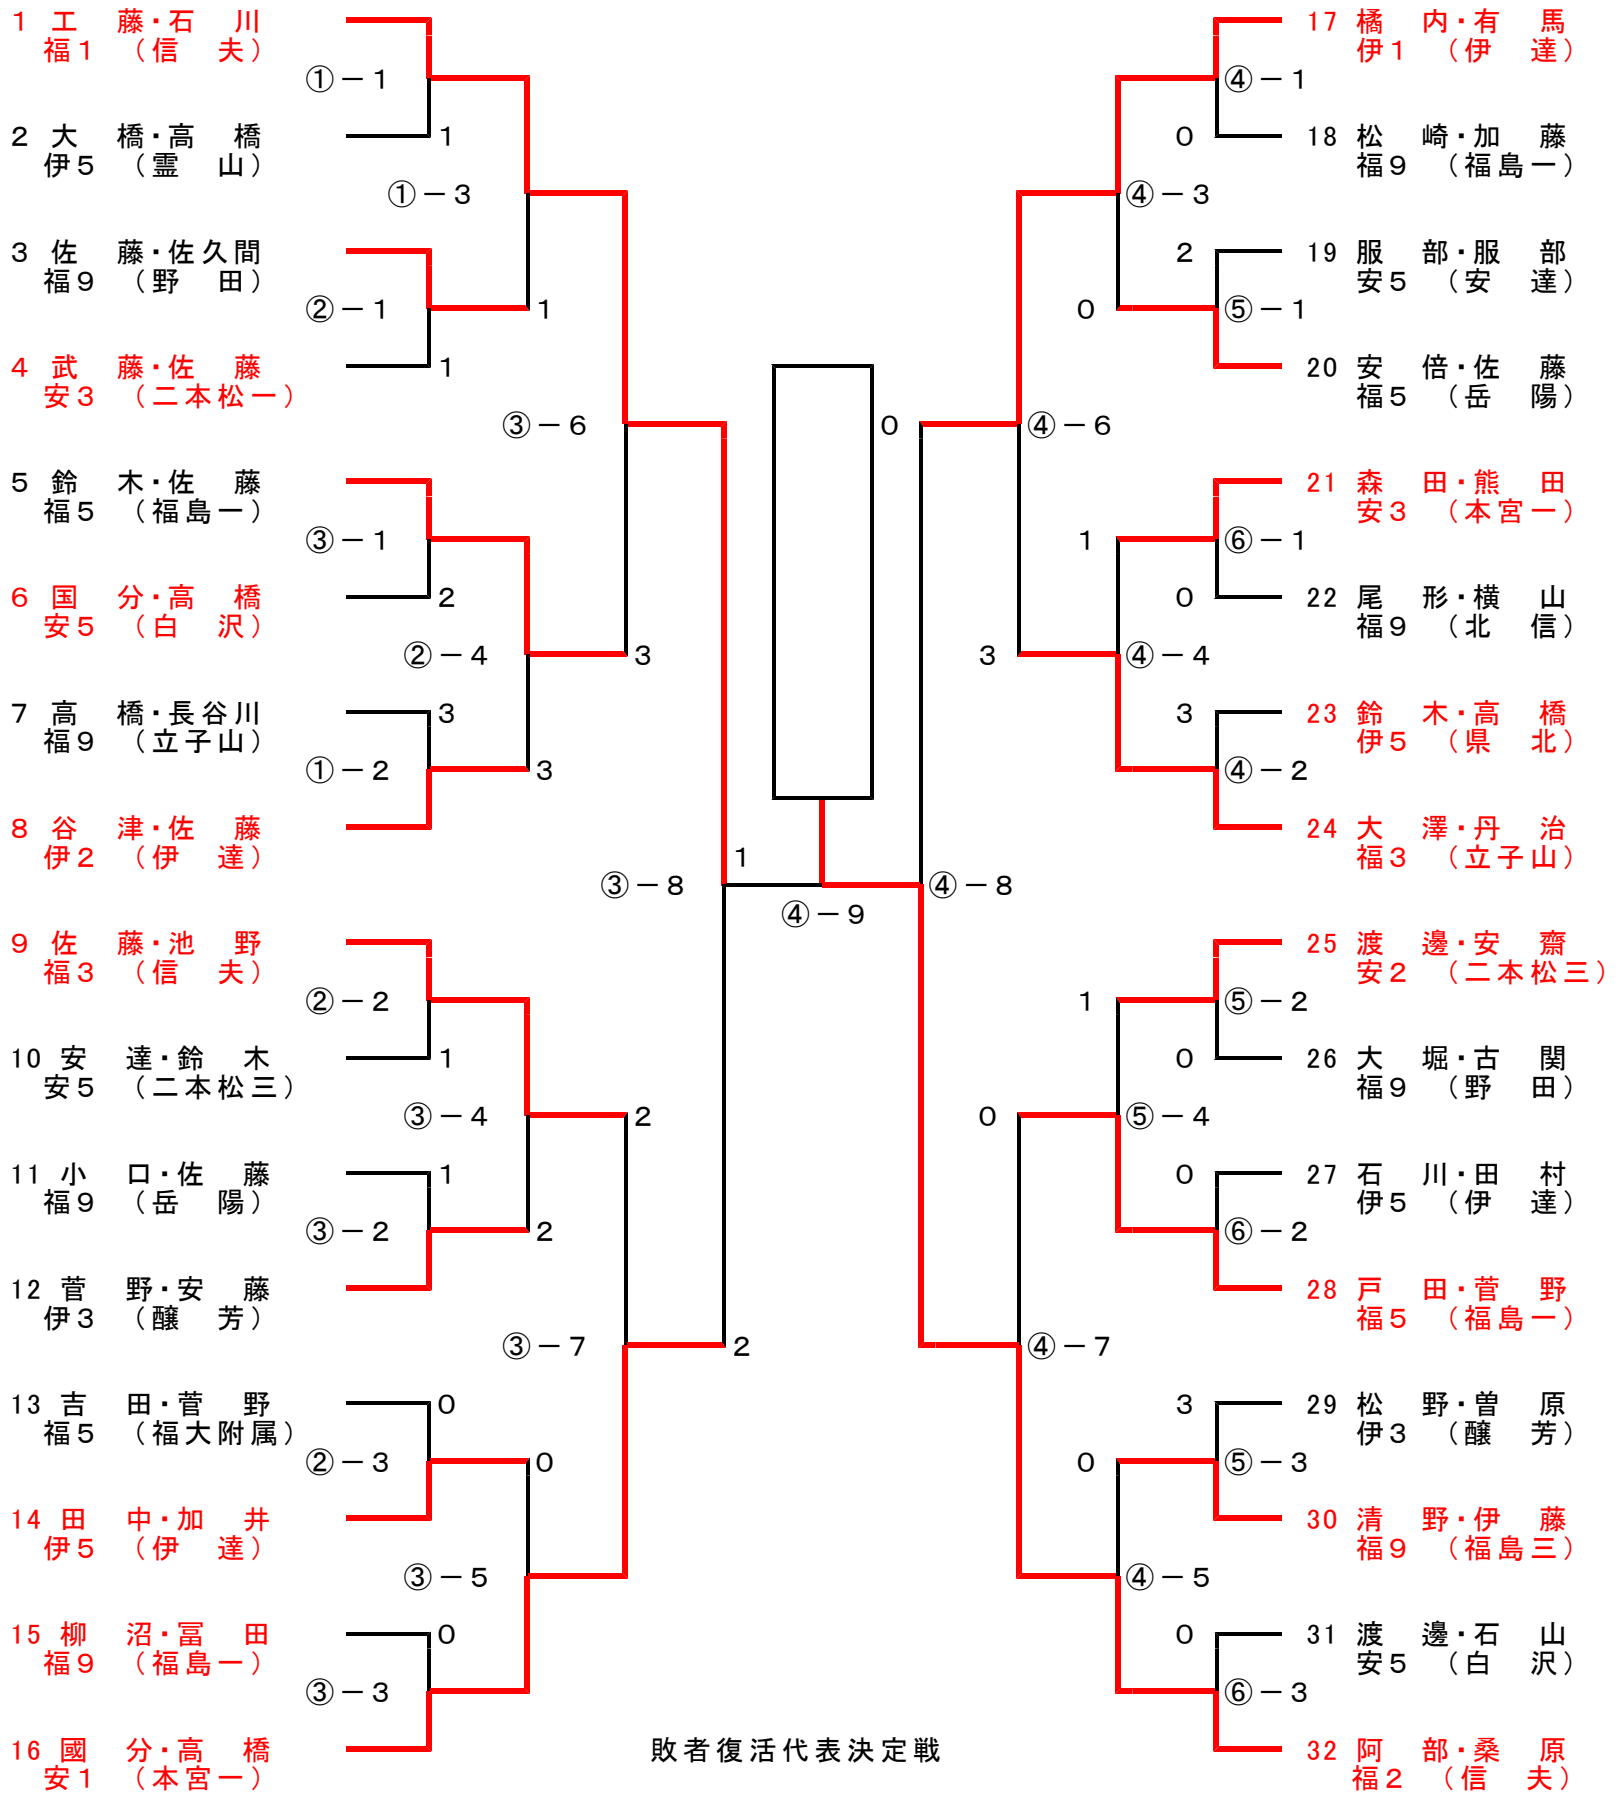 1 工 藤・石 川
福1 （信 夫）
①－1
2 大 橋・高 橋
伊5 （霊 山）
1
①－3
3 佐 藤・佐久間
福9 （野 田）
②－1
1
4 武 藤・佐 藤
安3 （二本松一）
1
③－6
5 鈴 木・佐 藤
福5 （福島一）
③－1
6 国 分・高 橋
安5 （白 沢）
2
②－4
3
7 高 橋・長谷川
福9 （立子山）
3
①－2
3
8 谷 津・佐 藤
伊2 （伊 達）
1
③－8
9 佐 藤・池 野
福3 （信 夫）
②－2
10 安 達・鈴 木
安5 （二本松三）
1
③－4
2
11 小 口・佐 藤
福9 （岳 陽）
1
③－2
2
12 菅 野・安 藤
伊3 （醸 芳）
③－7
2
13 吉 田・菅 野
福5 （福大附属）
0
②－3
0
14 田 中・加 井
伊5 （伊 達）
③－5
15 柳 沼・冨 田
福9 （福島一）
0
③－3
16 國 分・高 橋
安1 （本宮一）
④－9
敗者復活代表決定戦
17 橘 内・有 馬
伊1 （伊 達）
④－1
0
18 松 崎・加 藤
福9 （福島一）
④－3
2
19 服 部・服 部
安5 （安 達）
0
⑤－1
20 安 倍・佐 藤
福5 （岳 陽）
0
④－6
21 森 田・熊 田
安3 （本宮一）
1
⑥－1
0
22 尾 形・横 山
福9 （北 信）
3
④－4
3
23 鈴 木・高 橋
伊5 （県 北）
④－2
24 大 澤・丹 治
福3 （立子山）
④－8
25 渡 邊・安 齋
安2 （二本松三）
1
⑤－2
0
26 大 堀・古 関
福9 （野 田）
0
⑤－4
0
27 石 川・田 村
伊5 （伊 達）
⑥－2
28 戸 田・菅 野
福5 （福島一）
④－7
3
29 松 野・曽 原
伊3 （醸 芳）
0
⑤－3
30 清 野・伊 藤
福9 （福島三）
④－5
0
31 渡 邊・石 山
安5 （白 沢）
⑥－3
32 阿 部・桑 原
福2 （信 夫）